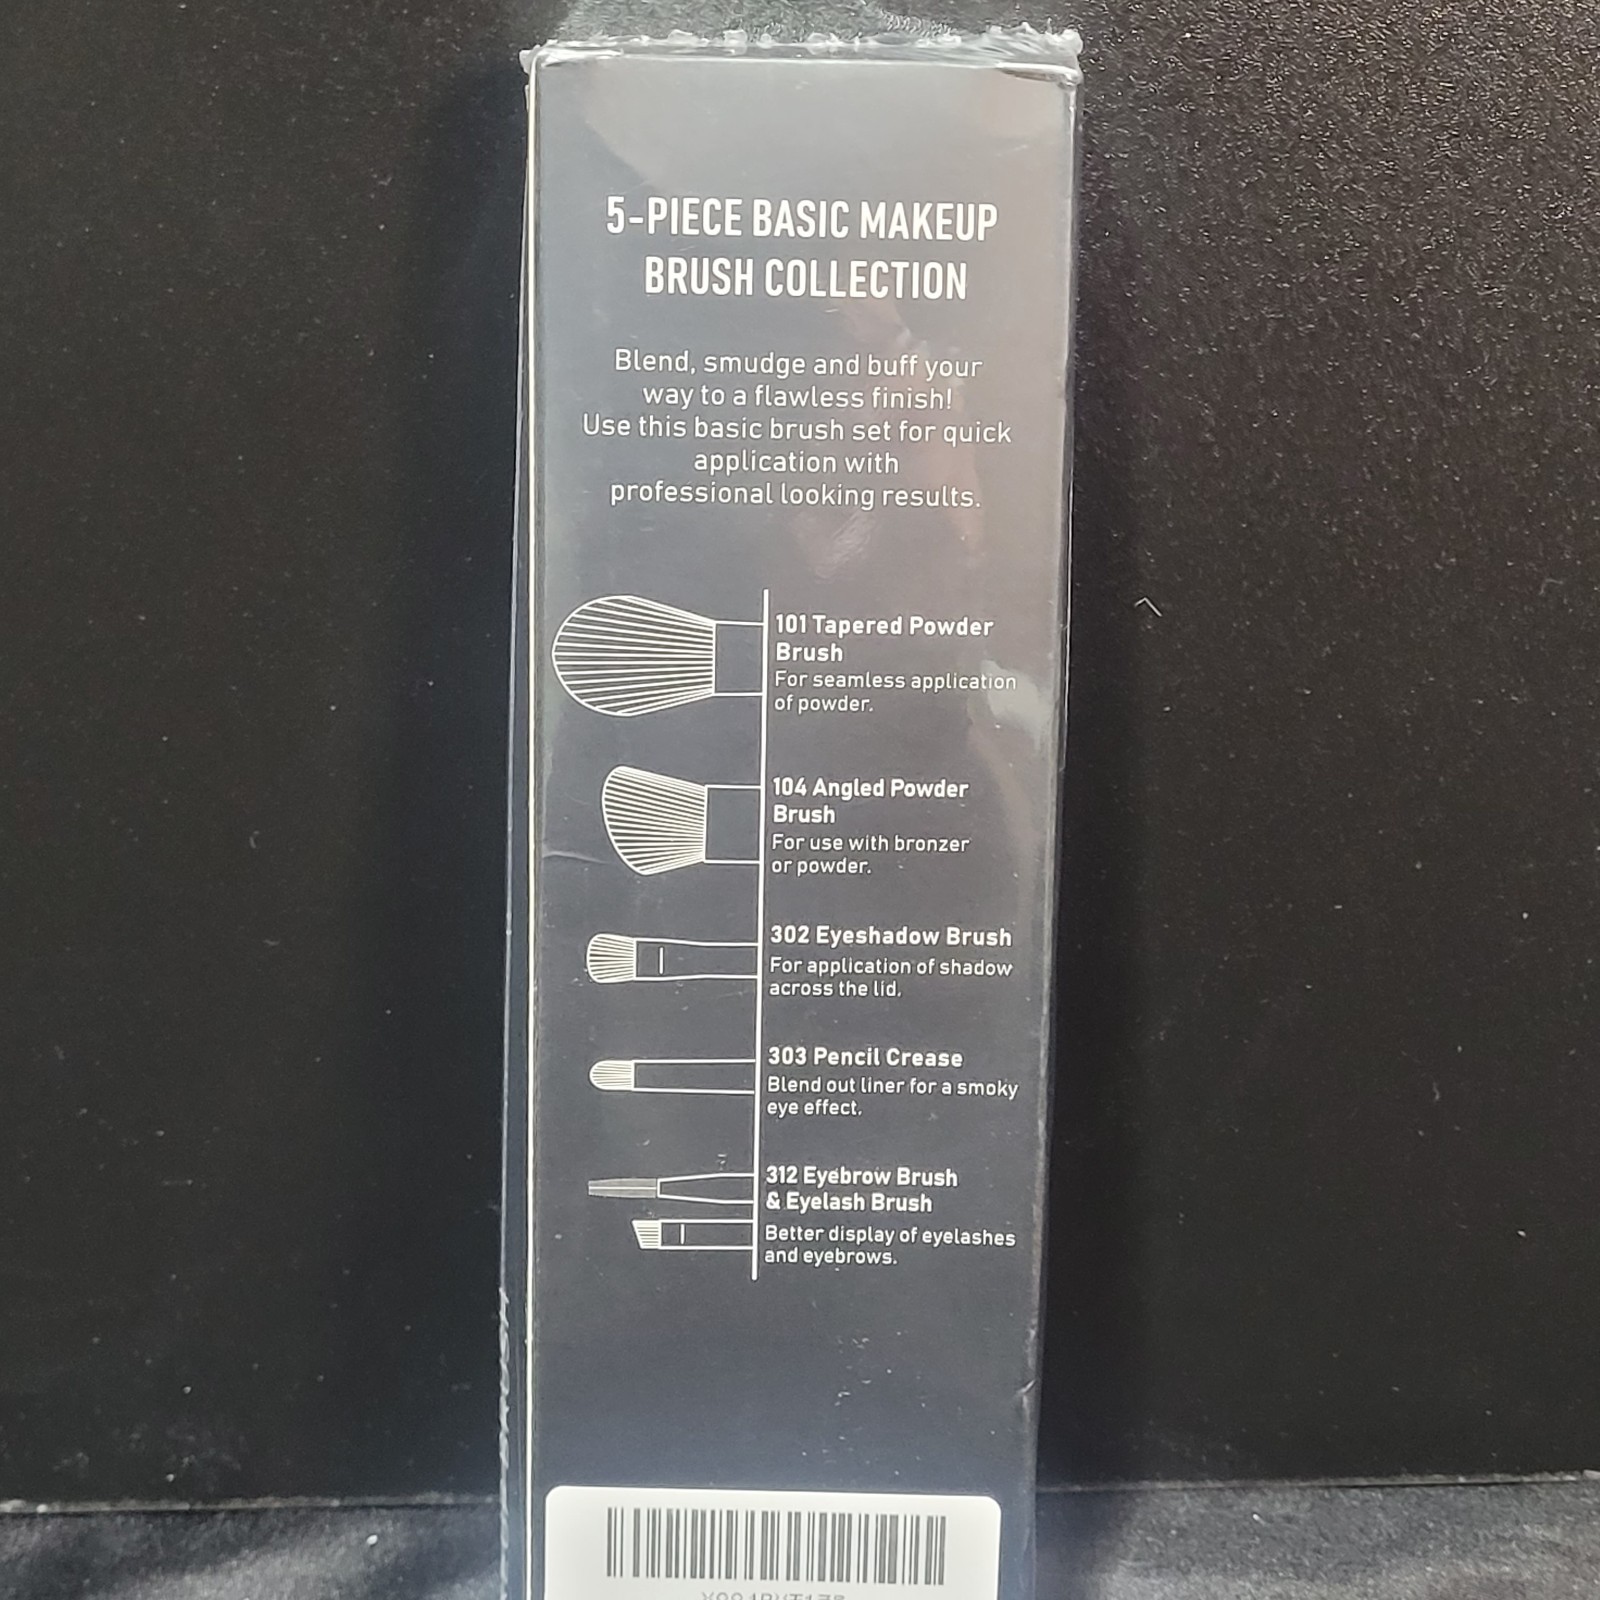 5-PIECE BASIC MAKEUP
BRUSH COLLECTION
Blend, smudge and buff your
way to a flawless finish!
Use this basic brush set for quick
application with
professional looking results.
101 Tapered Powder
Brush
For seamless application
of powder.
104 Angled Powder
Brush
For use with bronzer
or powder.
302 Eyeshadow Brush
For application of shadow
across the lid.
303 Pencil Crease
Blend out liner for a smoky
eye effect.
312 Eyebrow Brush
& Eyelash Brush
Better display of eyelashes
and eyebrows.